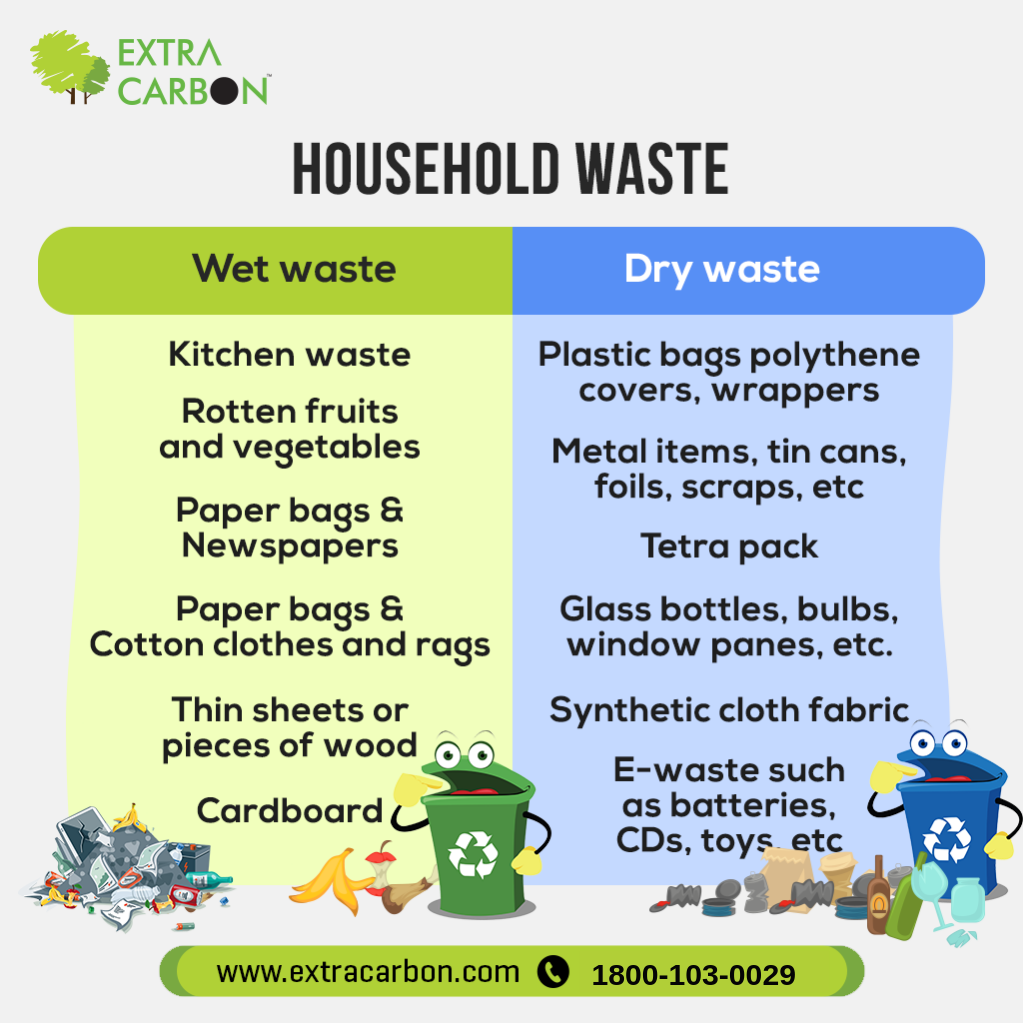 EXTRA
CARBON™
HOUSEHOLD WASTE
Wet waste
Kitchen waste
Rotten fruits
and vegetables
Paper bags &
Newspapers
Paper bags &
Cotton clothes and rags
Thin sheets or
pieces of wood
Cardboard
Dry waste
Plastic bags polythene
covers, wrappers
Metal items, tin cans,
foils, scraps, etc
Tetra pack
Glass bottles, bulbs,
window panes, etc.
Synthetic cloth fabric
E-waste such
as batteries,
CDs, toys, etc
www.extracarbon.com
1800-103-0029